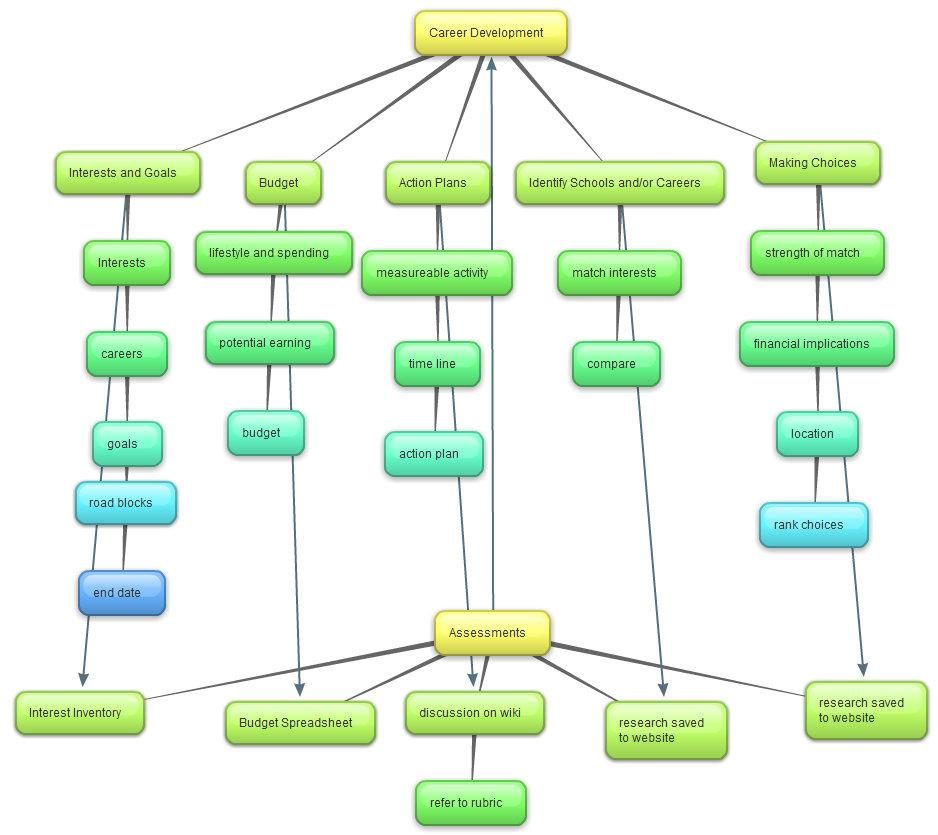 Career Development
Interests and Goals
Budget
Action Plans
Identify Schools and/or Careers
Making Choices
Interests
lifestyle and spending
measureable activity
match interests
strength of match
careers
potential earning
time line
compare
financial implications
goals
budget
action plan
location
road blocks
rank choices
end date
Assessments
Interest Inventory
Budget Spreadsheet
discussion on wiki
research saved
to website
research saved
to website
refer to rubric